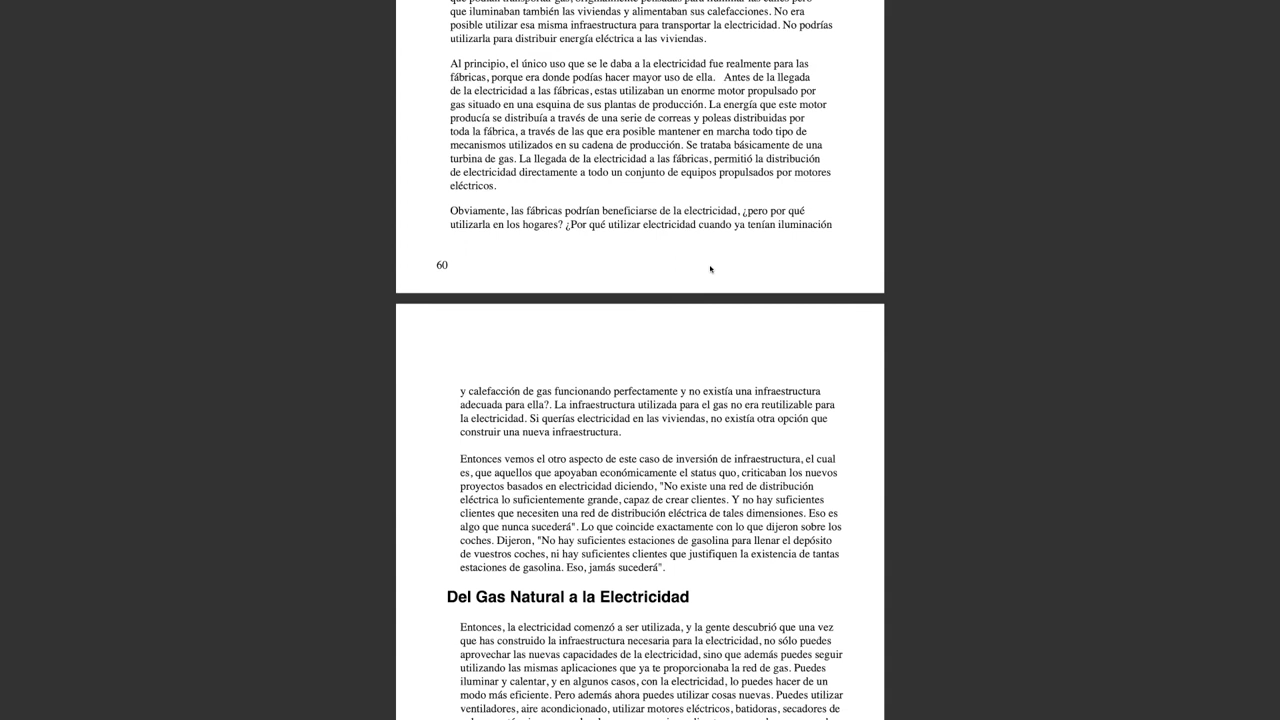 que iluminaban también las viviendas y alimentaban sus calefacciones. No era
posible utilizar esa misma infraestructura para transportar la electricidad. No podrías
utilizarla para distribuir energía eléctrica a las viviendas.
Al principio, el único uso que se le daba a la electricidad fue realmente para las
fábricas, porque era donde podías hacer mayor uso de ella.   Antes de la llegada
de la electricidad a las fábricas, estas utilizaban un enorme motor propulsado por
gas situado en una esquina de sus plantas de producción. La energía que este motor
producía se distribuía a través de una serie de correas y poleas distribuidas por
toda la fábrica, a través de las que era posible mantener en marcha todo tipo de
mecanismos utilizados en su cadena de producción. Se trataba básicamente de una
turbina de gas. La llegada de la electricidad a las fábricas, permitió la distribución
de electricidad directamente a todo un conjunto de equipos propulsados por motores
eléctricos.
Obviamente, las fábricas podrían beneficiarse de la electricidad, ¿pero por qué
utilizarla en los hogares? ¿Por qué utilizar electricidad cuando ya tenían iluminación
60
y calefacción de gas funcionando perfectamente y no existía una infraestructura
adecuada para ella?. La infraestructura utilizada para el gas no era reutilizable para
la electricidad. Si querías electricidad en las viviendas, no existía otra opción que
construir una nueva infraestructura.
Entonces vemos el otro aspecto de este caso de inversión de infraestructura, el cual
es, que aquellos que apoyaban económicamente el status quo, criticaban los nuevos
proyectos basados en electricidad diciendo, "No existe una red de distribución
eléctrica lo suficientemente grande, capaz de crear clientes. Y no hay suficientes
clientes que necesiten una red de distribución eléctrica de tales dimensiones. Eso es
algo que nunca sucederá". Lo que coincide exactamente con lo que dijeron sobre los
coches. Dijeron, "No hay suficientes estaciones de gasolina para llenar el depósito
de vuestros coches, ni hay suficientes clientes que justifiquen la existencia de tantas
estaciones de gasolina. Eso, jamás sucederá".
Del Gas Natural a la Electricidad
Entonces, la electricidad comenzó a ser utilizada, y la gente descubrió que una vez
que has construido la infraestructura necesaria para la electricidad, no sólo puedes
aprovechar las nuevas capacidades de la electricidad, sino que además puedes seguir
utilizando las mismas aplicaciones que ya te proporcionaba la red de gas. Puedes
iluminar y calentar, y en algunos casos, con la electricidad, lo puedes hacer de un
modo más eficiente. Pero además ahora puedes utilizar cosas nuevas. Puedes utilizar
ventiladores, aire acondicionado, utilizar motores eléctricos, batidoras, secadores de